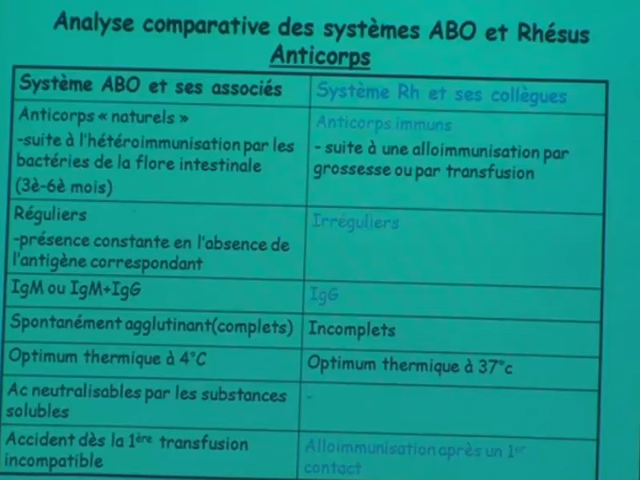 Analyse comparative des systèmes ABO et Rhésus
Anticorps
Système ABO et ses associés
Système Rh et ses collègues
Anticorps « naturels »
-suite à l'hétéroimmunisation par les
bactéries de la flore intestinale
(3è-6è mois)
Anticorps immuns
- suite à une alloimmunisation par
grossesse ou par transfusion
Réguliers
-présence constante en l'absence de
l'antigène correspondant
Irréguliers
IgM ou IgM+IgG
IgG
Spontanément agglutinant(complets)
Incomplets
Optimum thermique à 4°C
Optimum thermique à 37°c
Ac neutralisables par les substances
solubles
-
Accident dès la 1ère transfusion
incompatible
Alloimmunisation après un 1er
contact